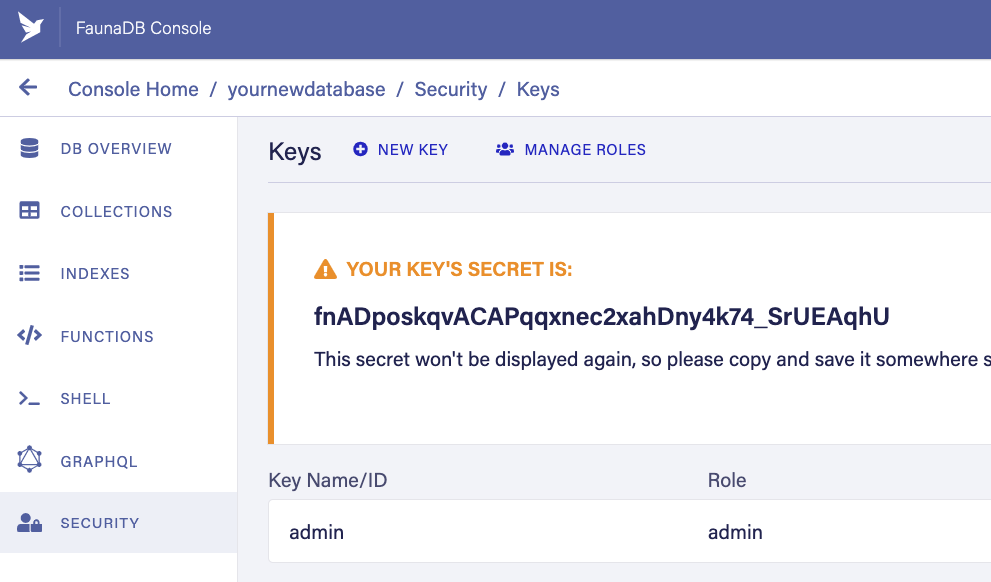 FaunaDB Console
Console Home / yournewdatabase / Security / Keys
DB OVERVIEW
COLLECTIONS
INDEXES
FUNCTIONS
SHELL
GRAPHQL
SECURITY
Keys NEW KEY MANAGE ROLES
YOUR KEY'S SECRET IS:
fnADposkqvACAPqqxnec2xahDny4k74_SrUEAqhU
This secret won't be displayed again, so please copy and save it somewhere s
Key Name/ID Role
admin admin